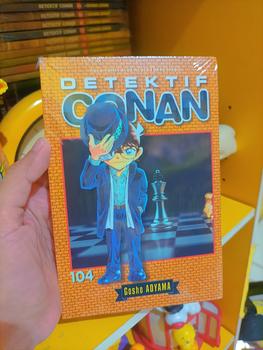 DETEKTIF
CONAN
104
Gosho AOYAMA